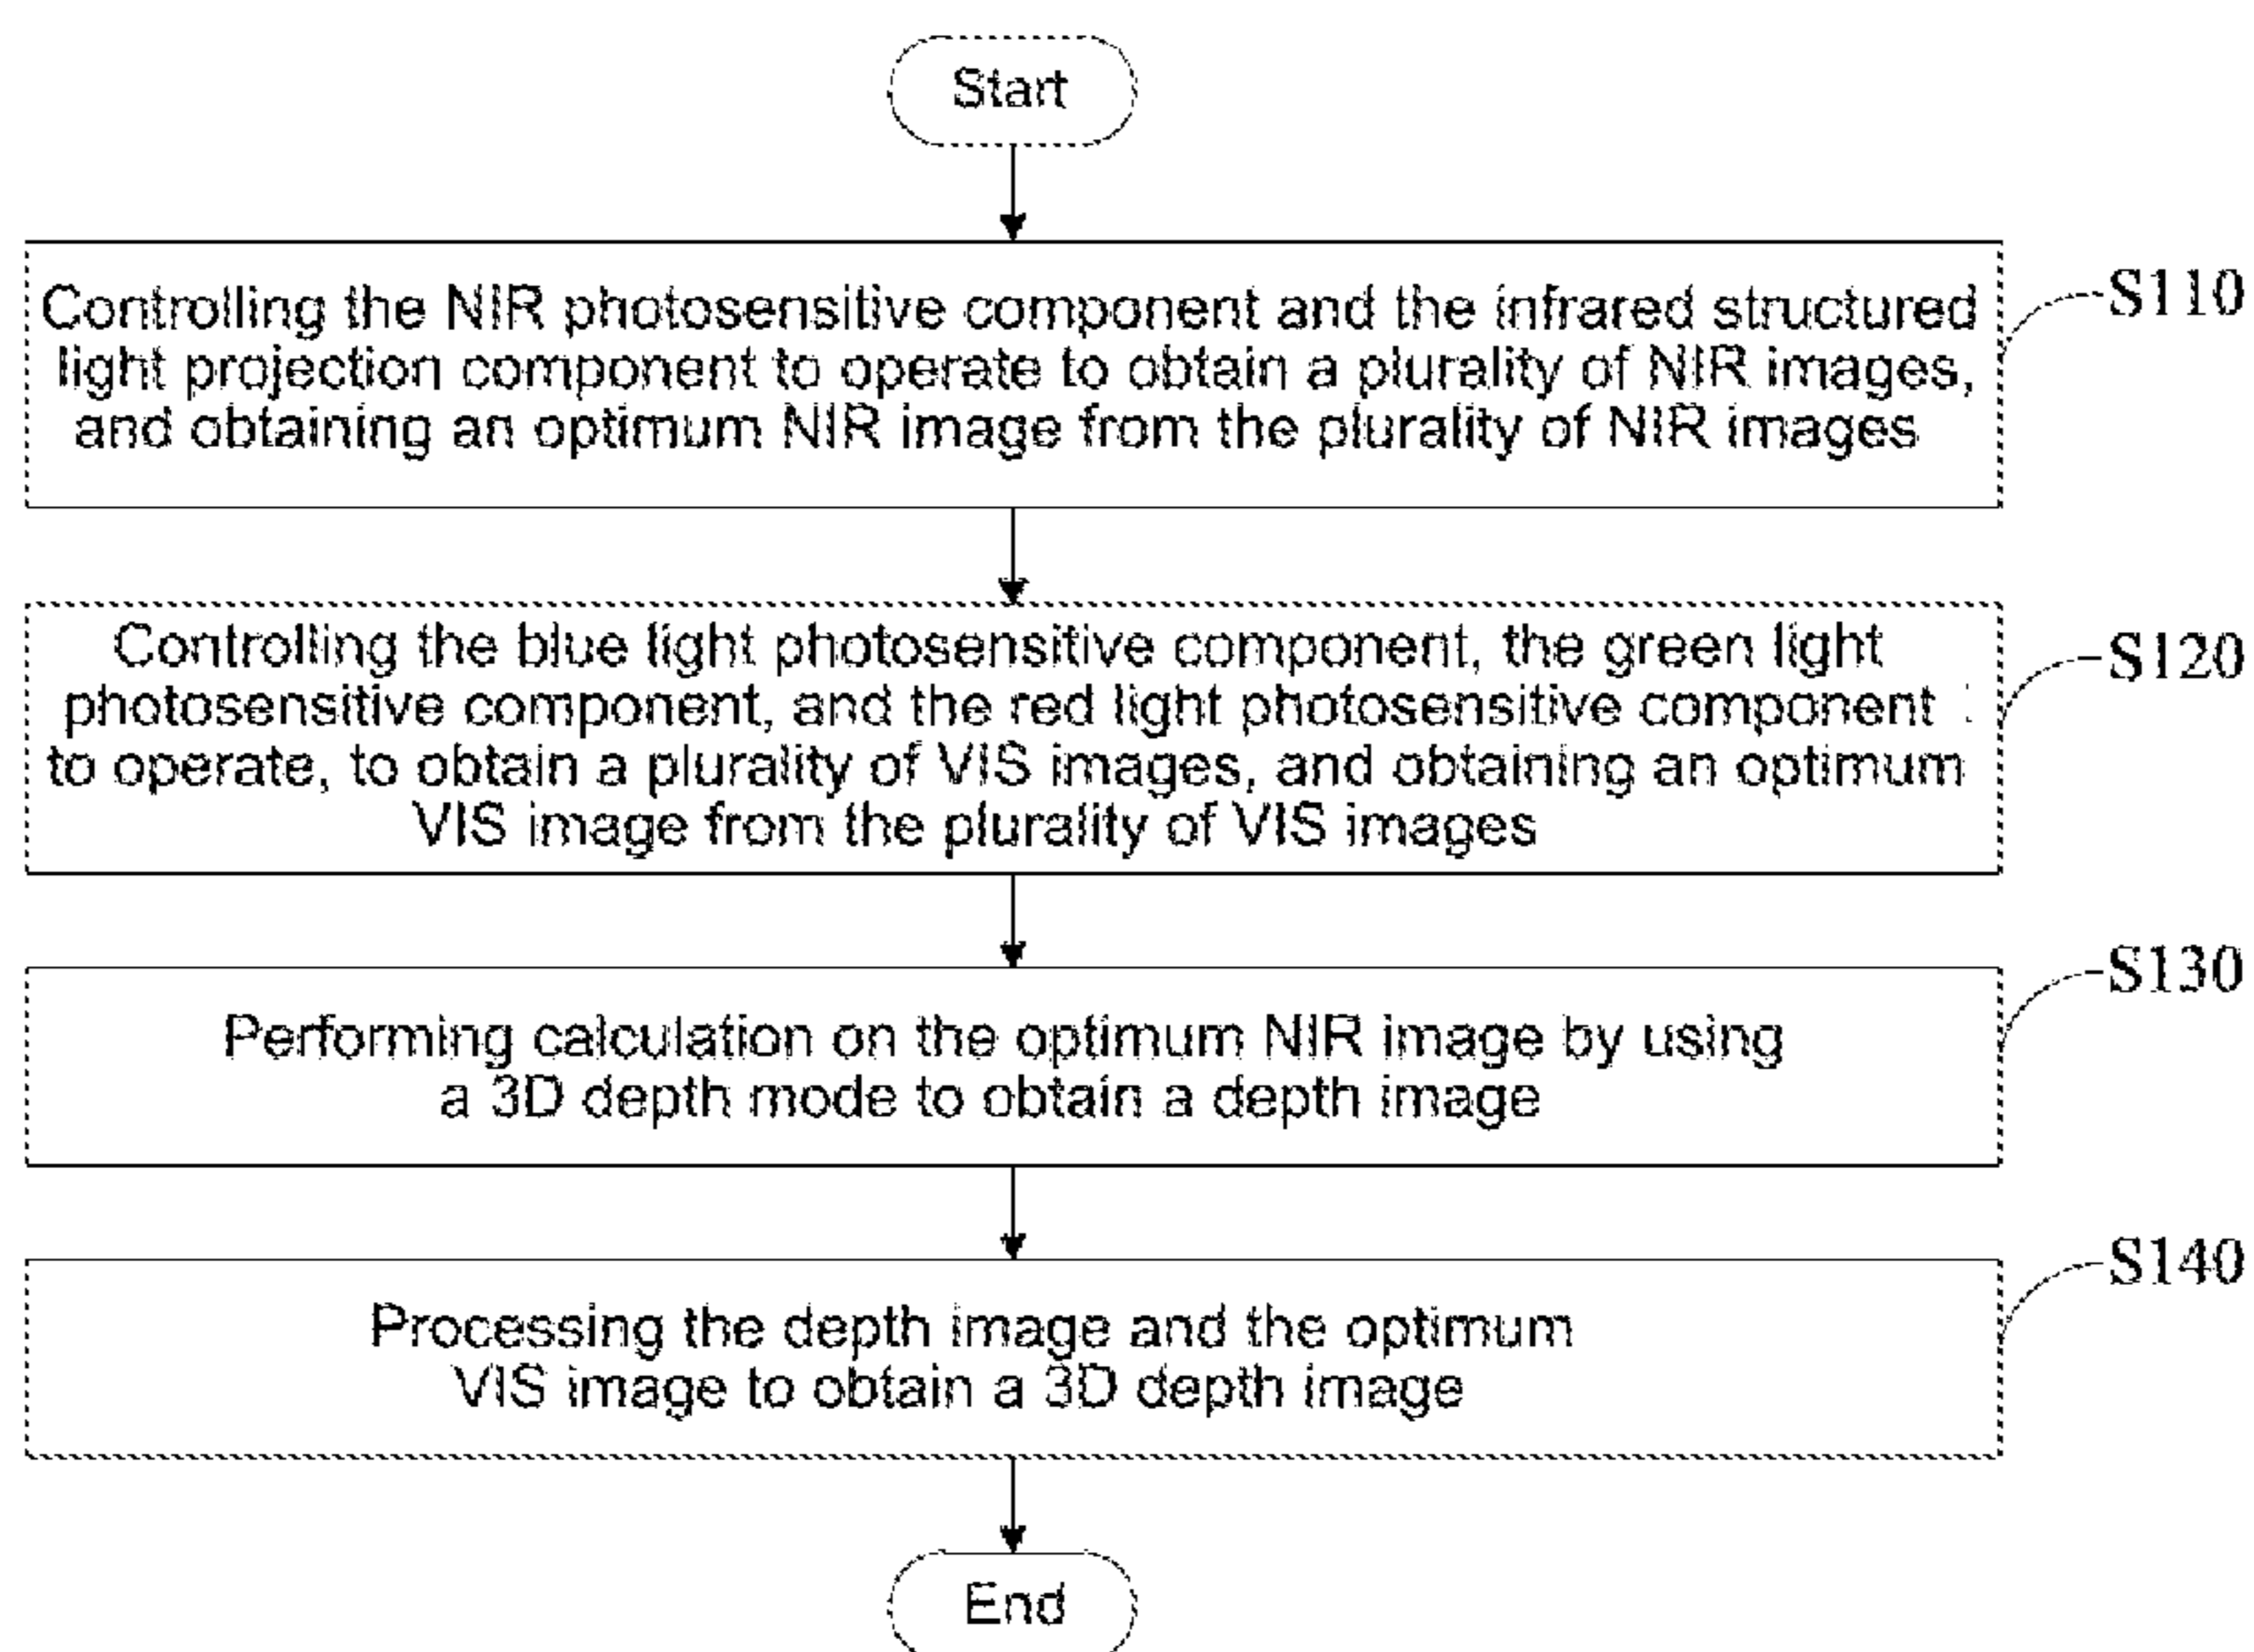 Start
Controlling the NIR photosensitive component and the infrared structured
light projection component to operate to obtain a plurality of NIR images,
and obtaining an optimum NIR image from the plurality of NIR images
S110
Controlling the blue light photosensitive component, the green light
photosensitive component, and the red light photosensitive component
to operate, to obtain a plurality of VIS images, and obtaining an optimum
VIS image from the plurality of VIS images
S120
Performing calculation on the optimum NIR image by using
a 3D depth mode to obtain a depth image
S130
Processing the depth image and the optimum
VIS image to obtain a 3D depth image
S140
End